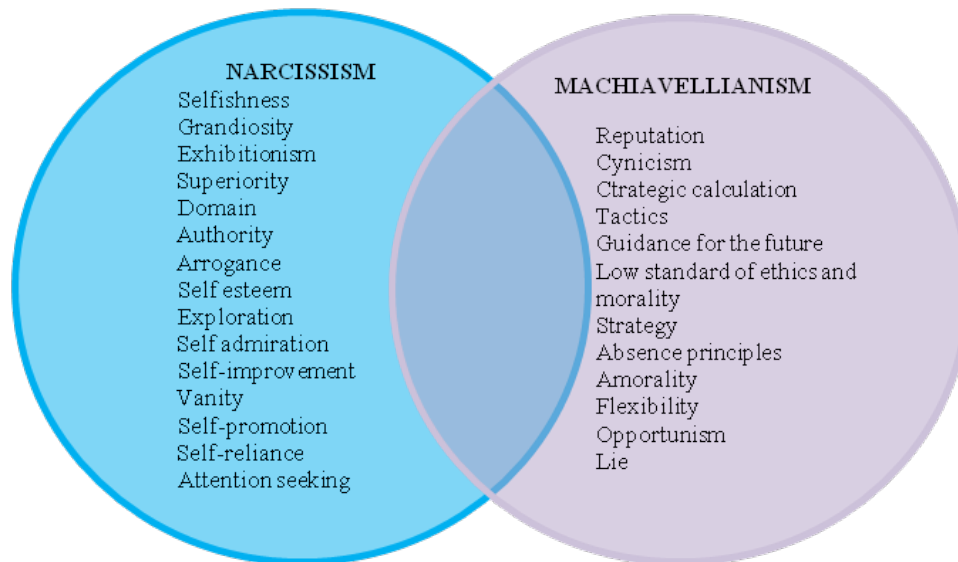 NARCISSISM
Selfishness
Grandiosity
Exhibitionism
Superiority
Domain
Authority
Arrogance
Self esteem
Exploration
Self admiration
Self-improvement
Vanity
Self-promotion
Self-reliance
Attention seeking
MACHIAVELLIANISM
Reputation
Cynicism
Ctrategic calculation
Tactics
Guidance for the future
Low standard of ethics and
morality
Strategy
Absence principles
Amorality
Flexibility
Opportunism
Lie